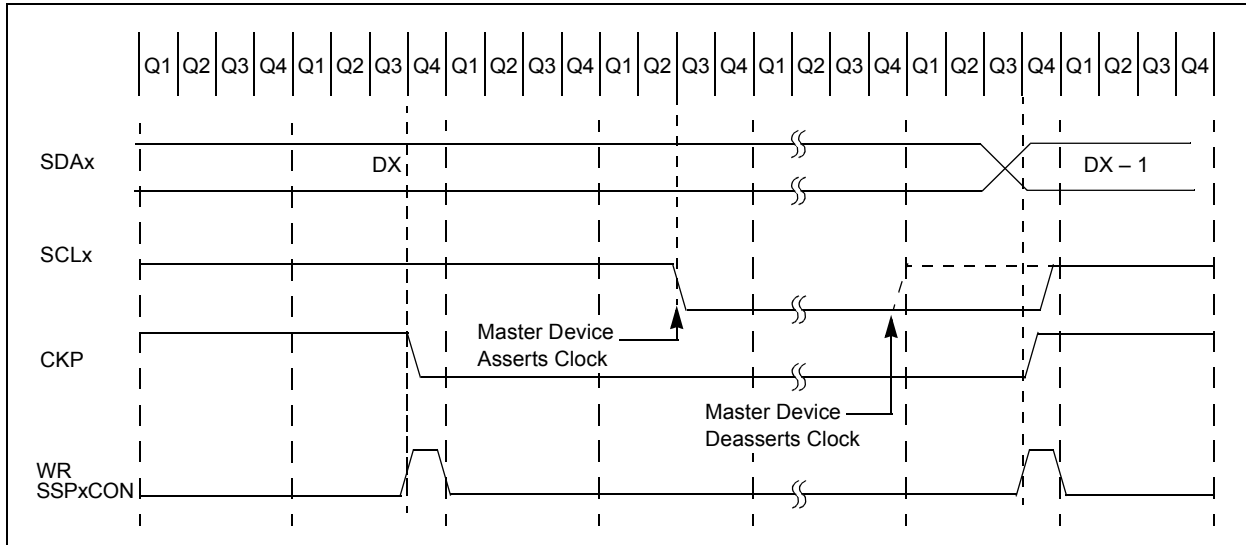 Q1 Q2 Q3 Q4 Q1 Q2 Q3 Q4 Q1 Q2 Q3 Q4 Q1 Q2 Q3 Q4 Q1 Q2 Q3 Q4 Q1 Q2 Q3 Q4 Q1 Q2 Q3 Q4
SDAx
DX
DX – 1
SCLx
Master Device
Asserts Clock
CKP
Master Device
Deasserts Clock
WR
SSPxCON